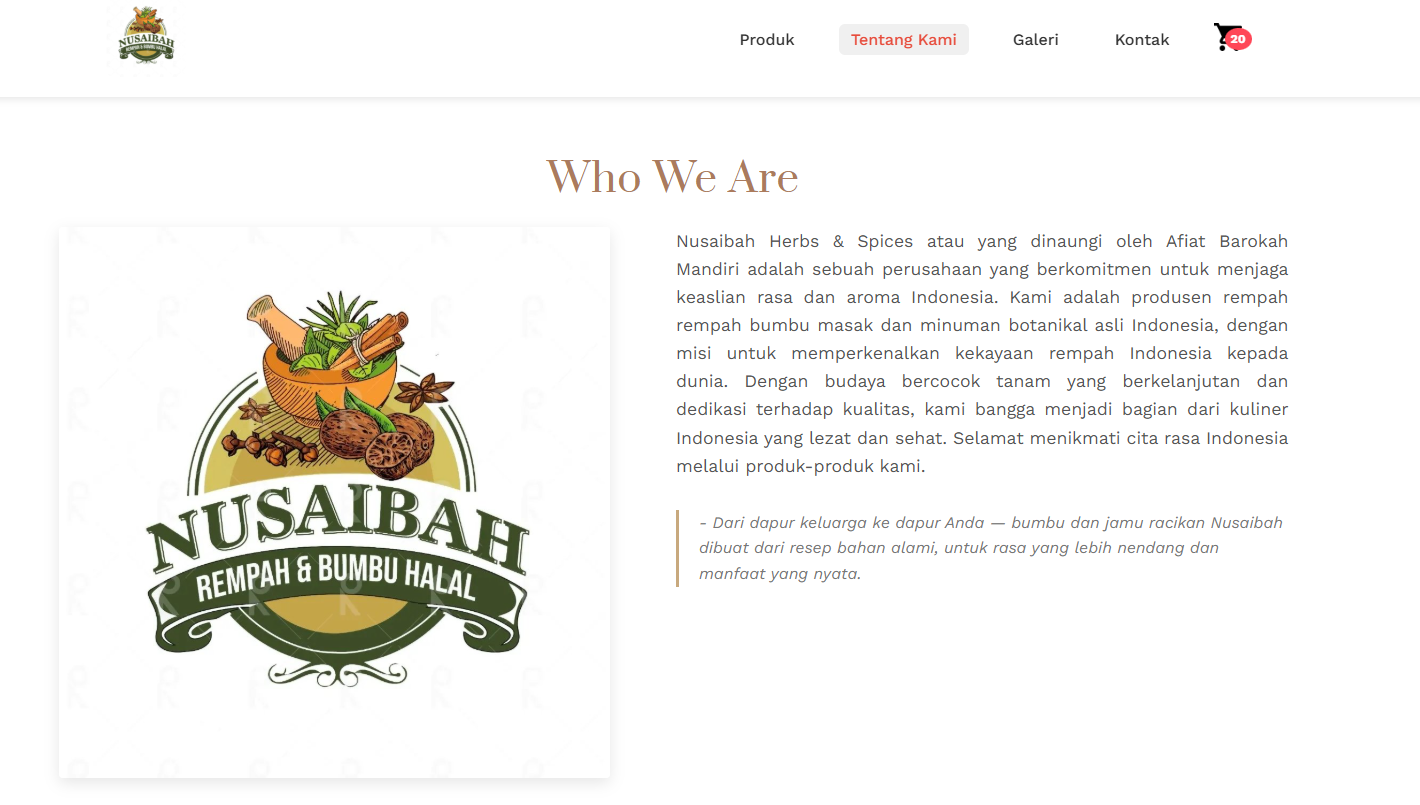 NUSAIBAH
REMPAH & BUMBU HALAL
Produk
Tentang Kami
Galeri
Kontak
20
Who We Are
NUSAIBAH
REMPAH & BUMBU HALAL
Nusaibah Herbs & Spices atau yang dinaungi oleh Afiat Barokah
Mandiri adalah sebuah perusahaan yang berkomitmen untuk menjaga
keaslian rasa dan aroma Indonesia. Kami adalah produsen rempah
rempah bumbu masak dan minuman botanikal asli Indonesia, dengan
misi untuk memperkenalkan kekayaan rempah Indonesia kepada
dunia. Dengan budaya bercocok tanam yang berkelanjutan dan
dedikasi terhadap kualitas, kami bangga menjadi bagian dari kuliner
Indonesia yang lezat dan sehat. Selamat menikmati cita rasa Indonesia
melalui produk-produk kami.
- Dari dapur keluarga ke dapur Anda — bumbu dan jamu racikan Nusaibah
dibuat dari resep bahan alami, untuk rasa yang lebih nendang dan
manfaat yang nyata.